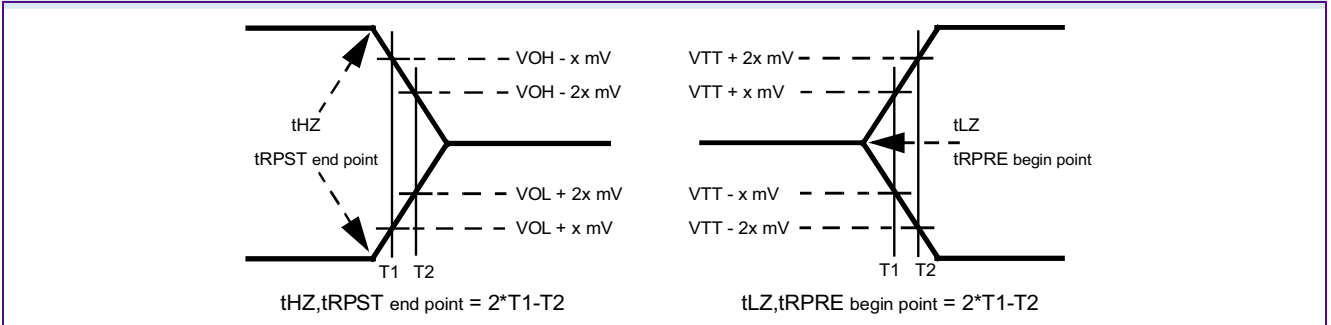 VOH - x mV
VOH - 2x mV
tHZ
tRPST end point
VOL + 2x mV
VOL + x mV
T1 T2
tHZ,tRPST end point = 2*T1-T2
VTT + 2x mV
VTT + x mV
tLZ
tRPRE begin point
VTT - x mV
VTT - 2x mV
T1 T2
tLZ,tRPRE begin point = 2*T1-T2